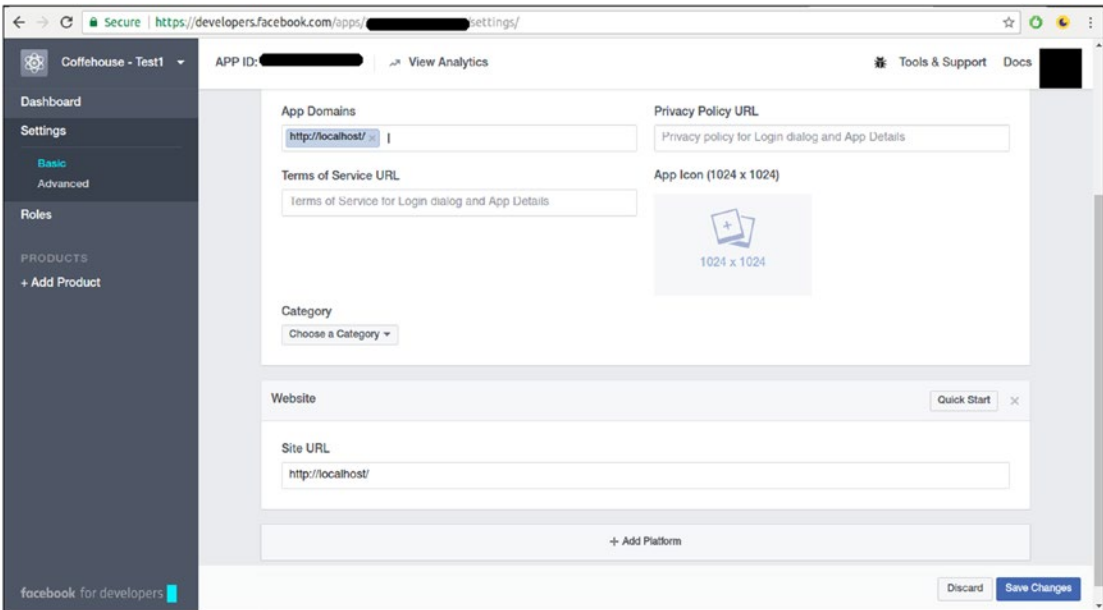 Secure | https://developers.facebook.com/apps/ /settings/
Coffehouse - Test1
APP ID: View Analytics Tools & Support Docs
Dashboard
Settings
Basic
Advanced
Roles
PRODUCTS
+ Add Product
App Domains Privacy Policy URL
http://localhost/ × Privacy policy for Login dialog and App Details
Terms of Service URL App Icon (1024 x 1024)
Terms of Service for Login dialog and App Details
1024 x 1024
Category
Choose a Category
Website Quick Start ×
Site URL
http://localhost/
+ Add Platform
facebook for developers Discard Save Changes